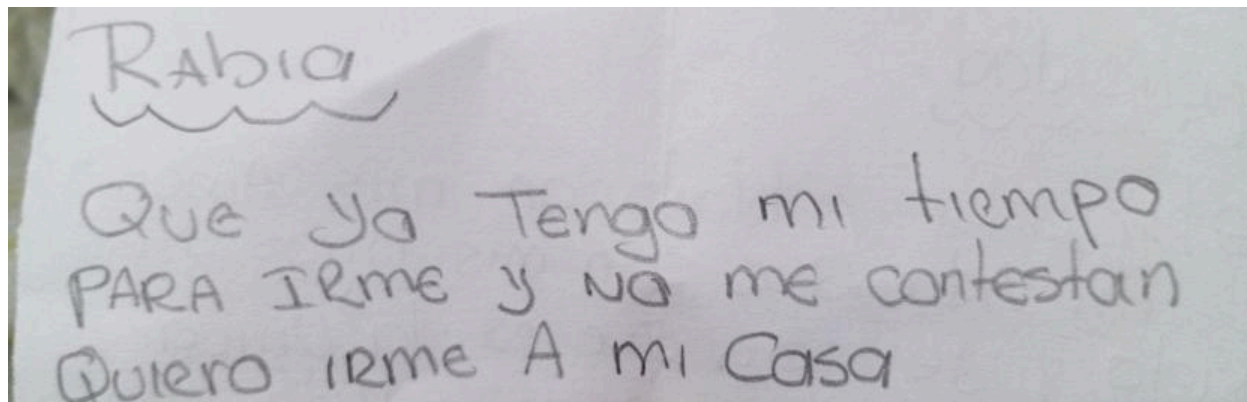 RAbia
Que ya Tengo mi tiempo
PARA IRme y NO me contestan
Quiero IRme A mi Casa